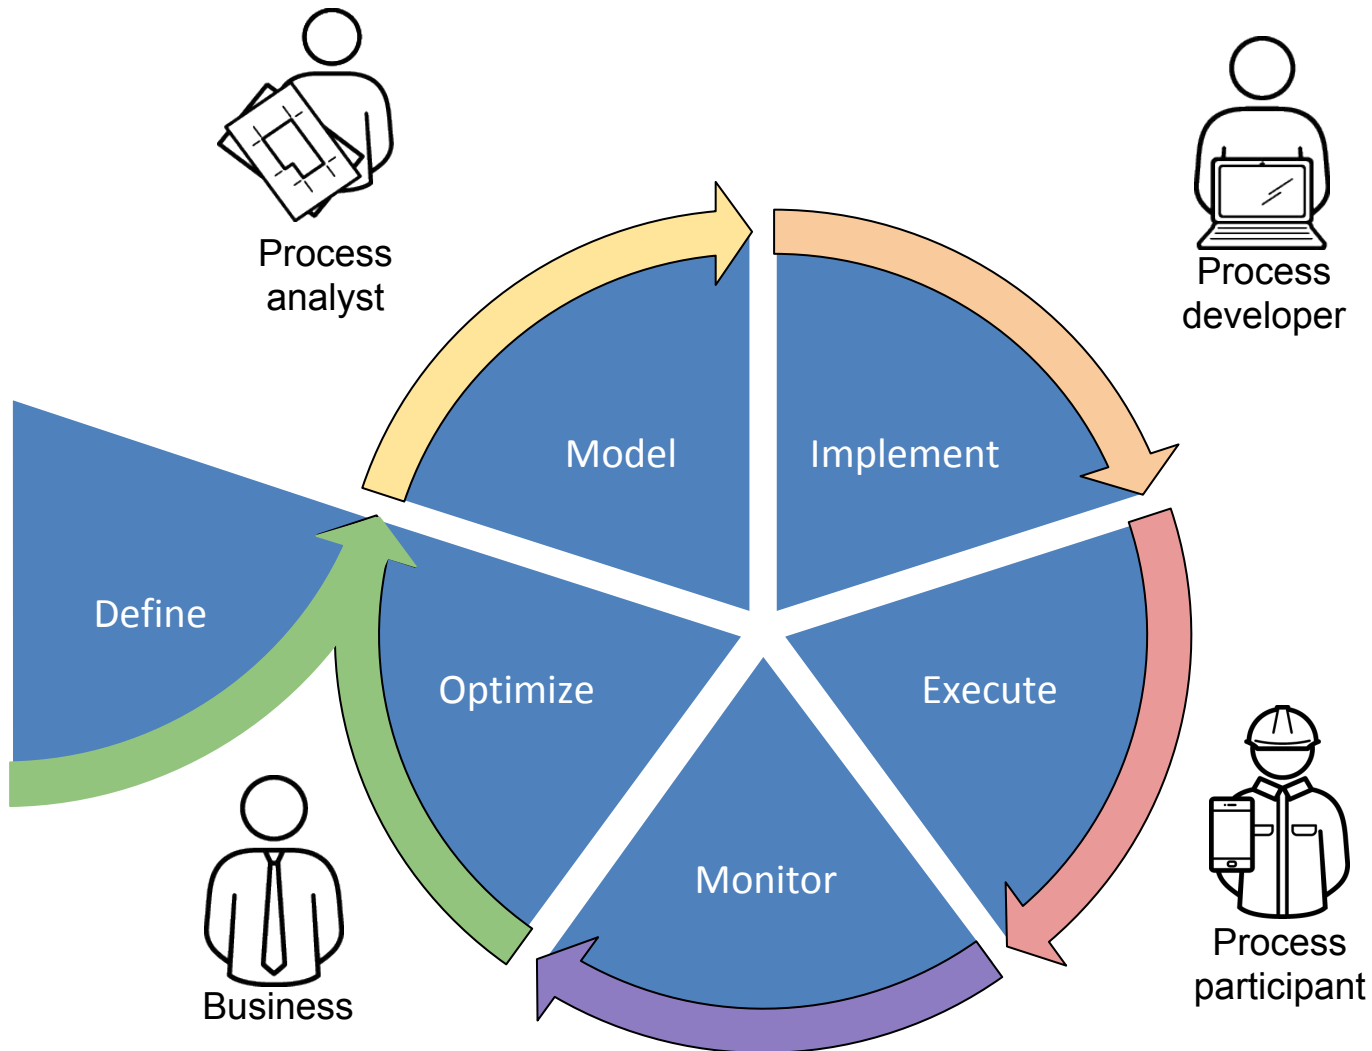 Process
analyst
Process
developer
Model
Implement
Define
Optimize
Execute
Monitor
Business
Process
participant